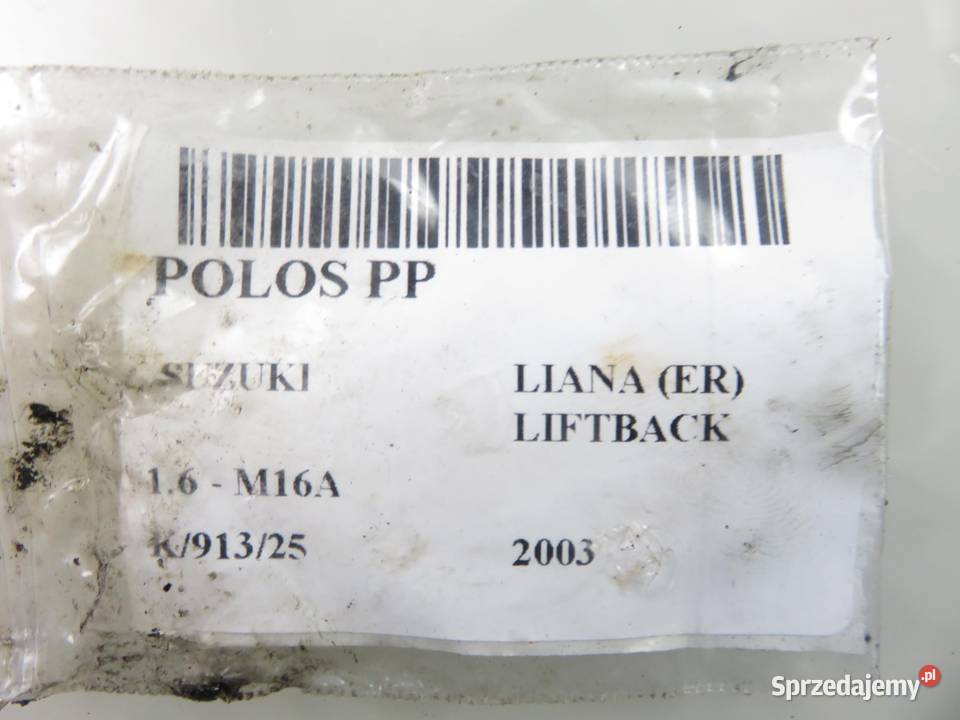 POLOS PP
SUZUKI LIANA (ER)
LIFTBACK
1.6 - M16A
K/913/25 2003
Sprzedajemy.pl